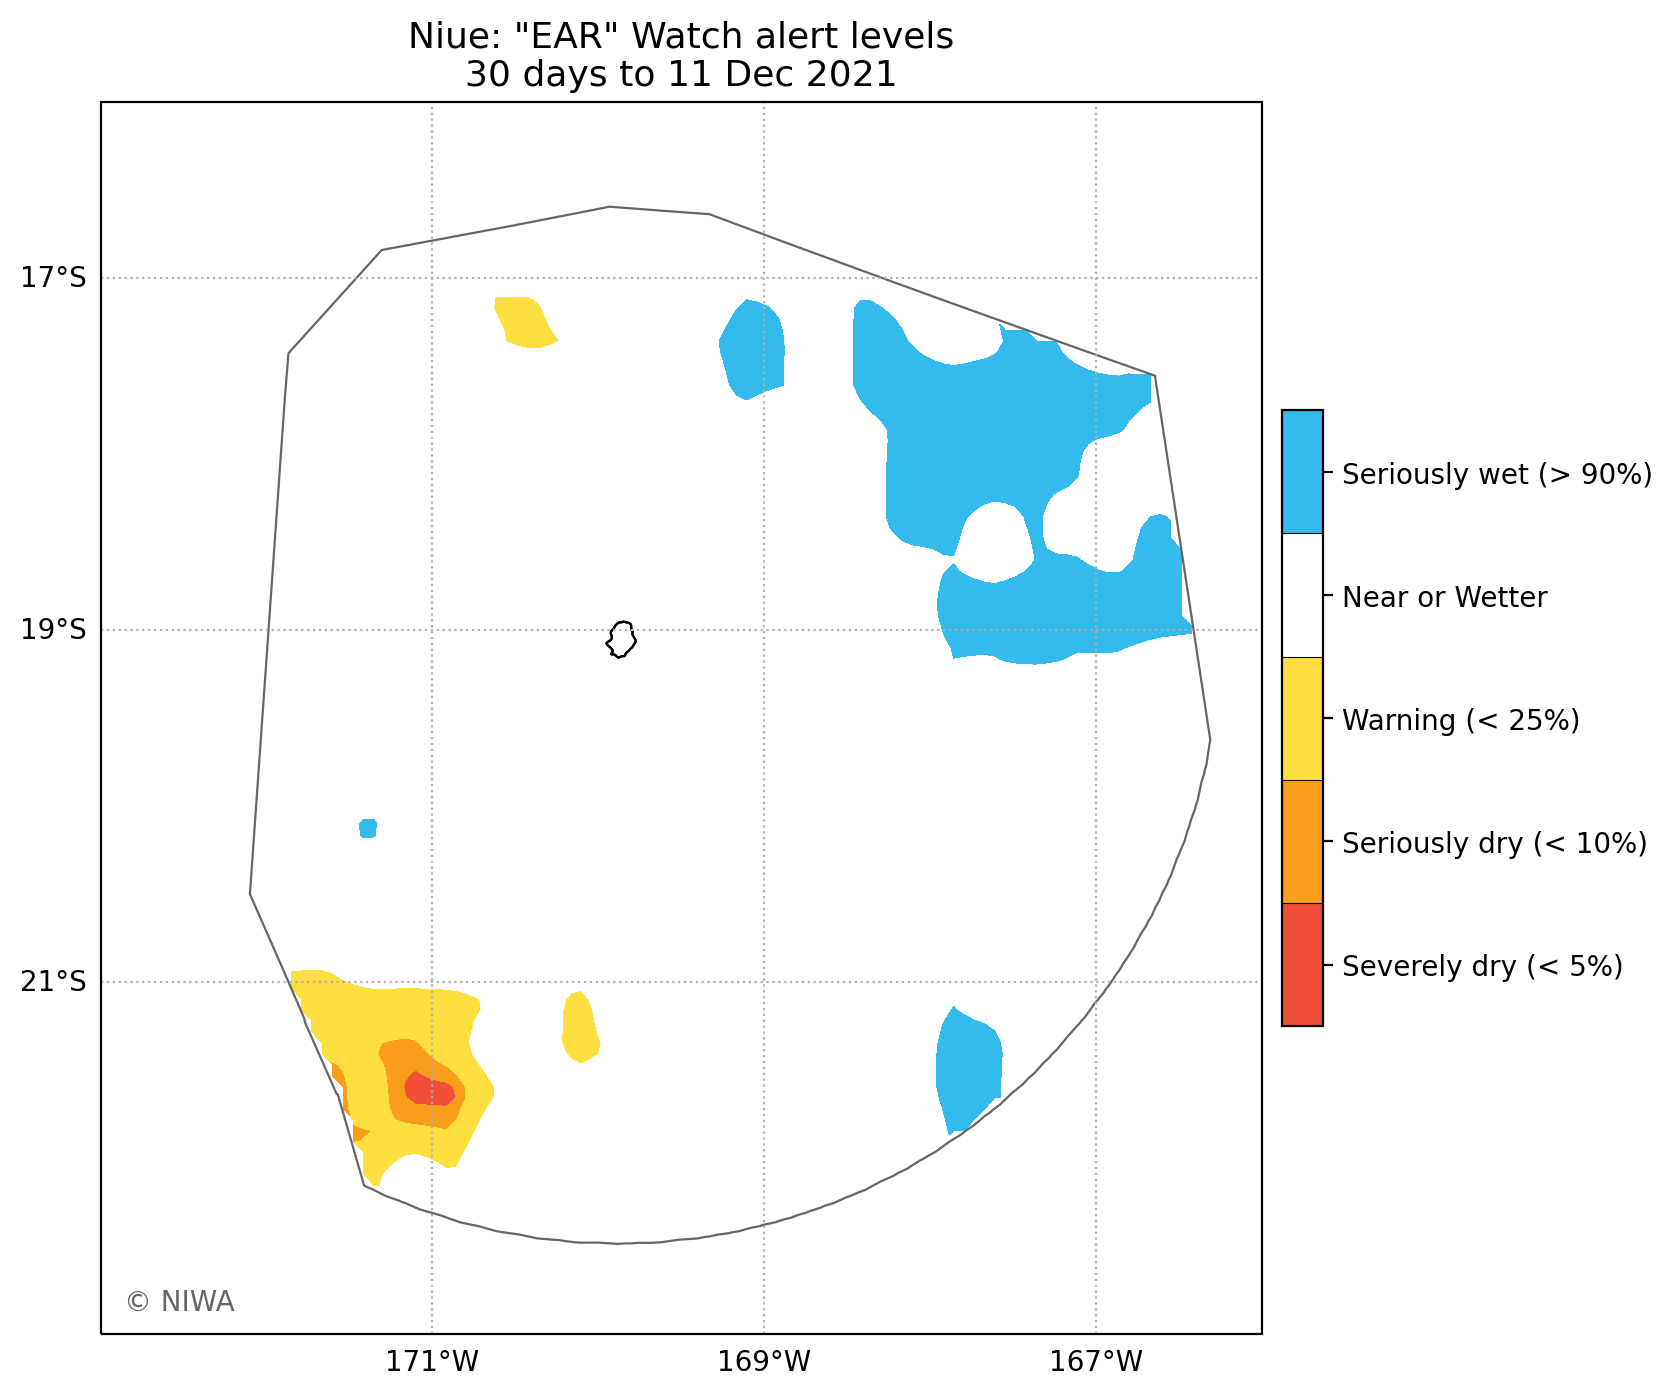 Niue: "EAR" Watch alert levels
30 days to 11 Dec 2021
17°S
19°S
21°S
171°W
169°W
167°W
Seriously wet (> 90%)
Near or Wetter
Warning (< 25%)
Seriously dry (< 10%)
Severely dry (< 5%)
© NIWA